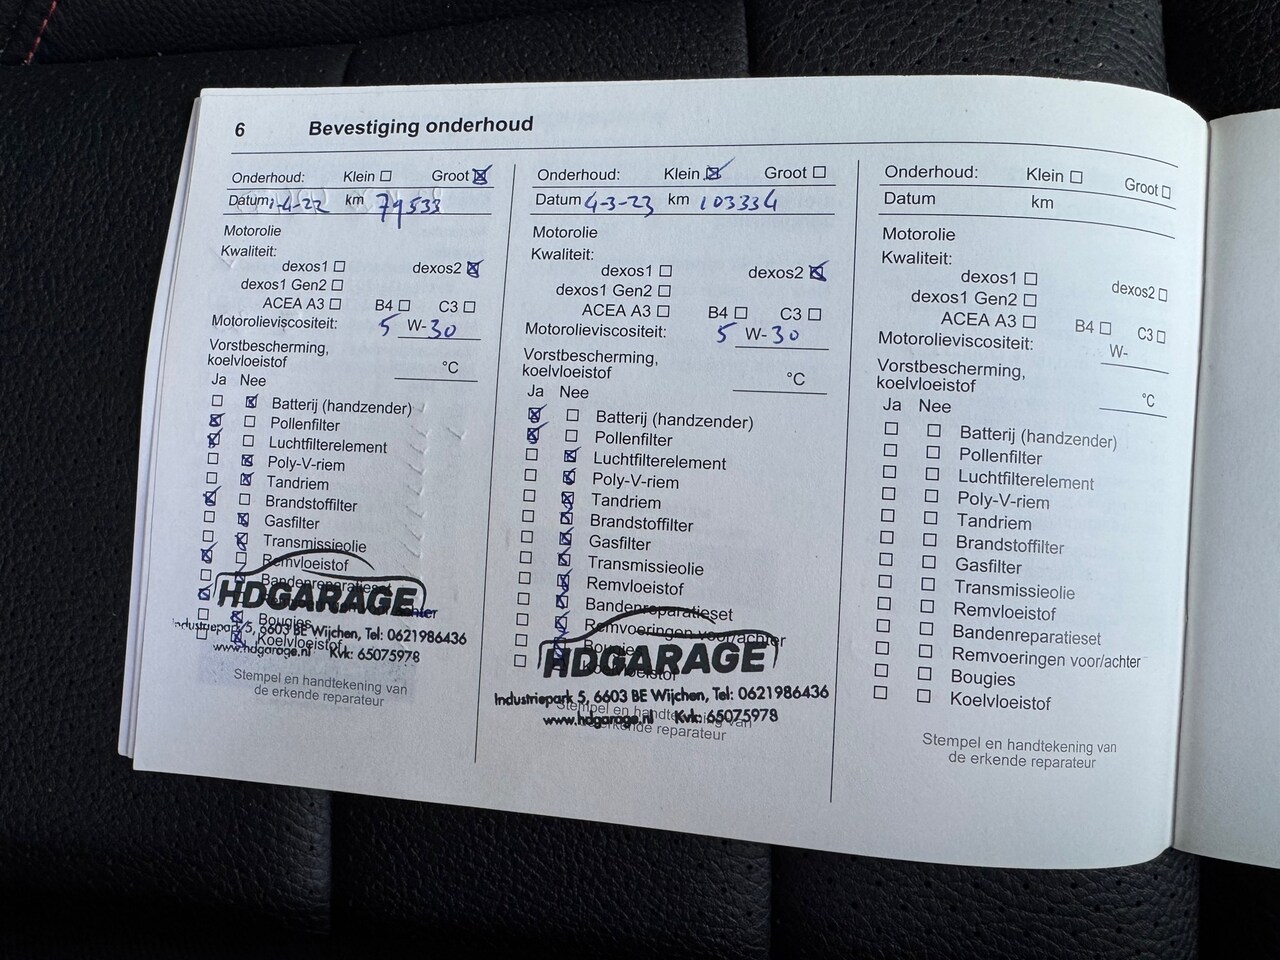 6 Bevestiging onderhoud
Onderhoud: Klein Groot
Datum 1-4-22 km 79533
Motorolie
Kwaliteit:
dexos1 dexos2
dexos1 Gen2
ACEA A3 B4 C3
Motorolieviscositeit: 5 W-30
Vorstbescherming,
koelvloeistof °C
Ja Nee
Batterij (handzender)
Pollenfilter
Luchtfilterelement
Poly-V-riem
Tandriem
Brandstoffilter
Gasfilter
Transmissieolie
Remvloeistof
Bandenreparatieset
HDGARAGE
Bougies
Industriepark 5, 6603 BE Wijchen, Tel: 0621986436
Koelvloeistof
www.hdgarage.nl Kvk: 65075978
Stempel en handtekening van
de erkende reparateur
Onderhoud: Klein Groot
Datum 4-3-23 km 103334
Motorolie
Kwaliteit:
dexos1 dexos2
dexos1 Gen2
ACEA A3 B4 C3
Motorolieviscositeit: 5 W-30
Vorstbescherming,
koelvloeistof °C
Ja Nee
Batterij (handzender)
Pollenfilter
Luchtfilterelement
Poly-V-riem
Tandriem
Brandstoffilter
Gasfilter
Transmissieolie
Remvloeistof
Bandenreparatieset
Remvoeringen voor/achter
Bougies
HDGARAGE
Koelvloeistof
Industriepark 5, 6603 BE Wijchen, Tel: 0621986436
Stempel en handtekening van
www.hdgarage.nl Kvk: 65075978
de erkende reparateur
Onderhoud: Klein Groot
Datum km
Motorolie
Kwaliteit:
dexos1 dexos2
dexos1 Gen2
ACEA A3 B4 C3
Motorolieviscositeit: W-
Vorstbescherming,
koelvloeistof °C
Ja Nee
Batterij (handzender)
Pollenfilter
Luchtfilterelement
Poly-V-riem
Tandriem
Brandstoffilter
Gasfilter
Transmissieolie
Remvloeistof
Bandenreparatieset
Remvoeringen voor/achter
Bougies
Koelvloeistof
Stempel en handtekening van
de erkende reparateur